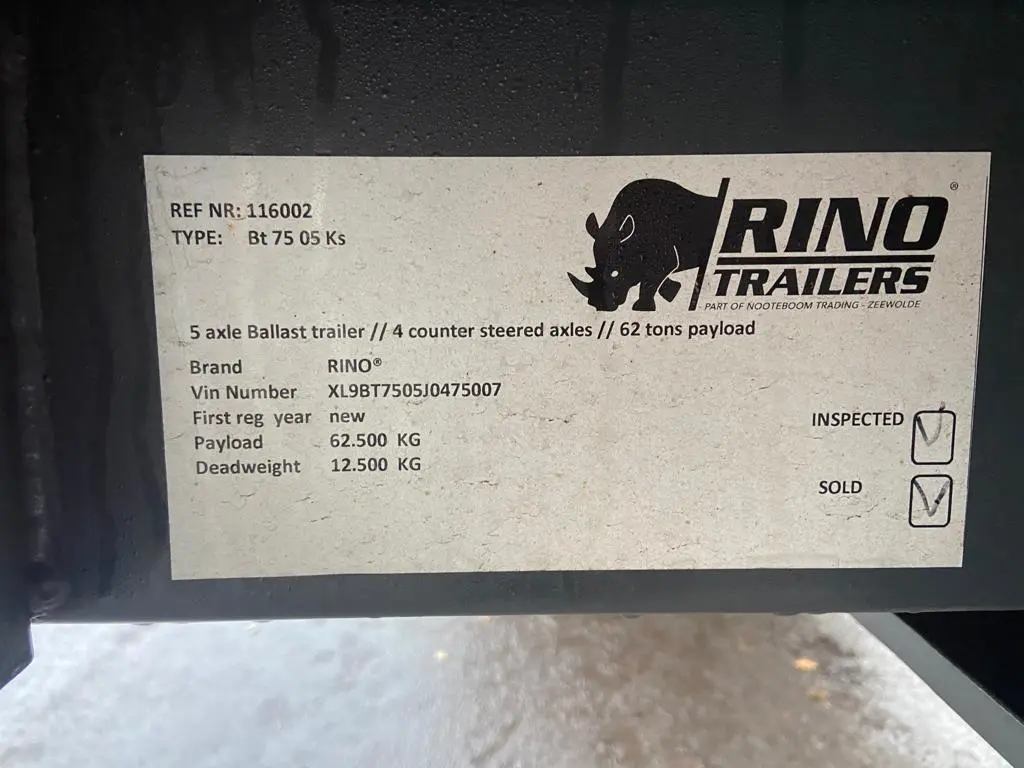 REF NR: 116002
TYPE: Bt 75 05 Ks
RINO®
TRAILERS
PART OF NOOTEBOOM TRADING - ZEEWOLDE
5 axle Ballast trailer // 4 counter steered axles // 62 tons payload
Brand RINO®
Vin Number XL9BT7505J0475007
First reg year new
Payload 62.500 KG
Deadweight 12.500 KG
INSPECTED
SOLD